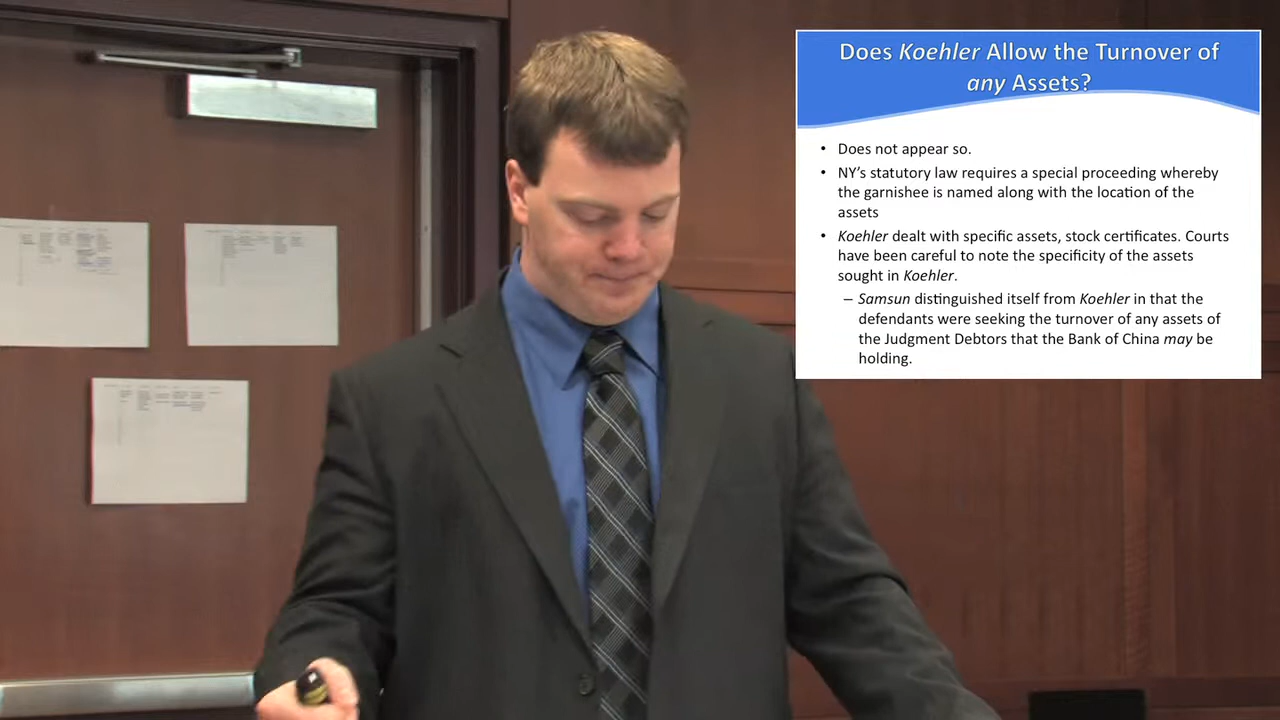 Does Koehler Allow the Turnover of
any Assets?
• Does not appear so.
• NY's statutory law requires a special proceeding whereby
the garnishee is named along with the location of the
assets
• Koehler dealt with specific assets, stock certificates. Courts
have been careful to note the specificity of the assets
sought in Koehler.
– Samsun distinguished itself from Koehler in that the
defendants were seeking the turnover of any assets of
the Judgment Debtors that the Bank of China may be
holding.